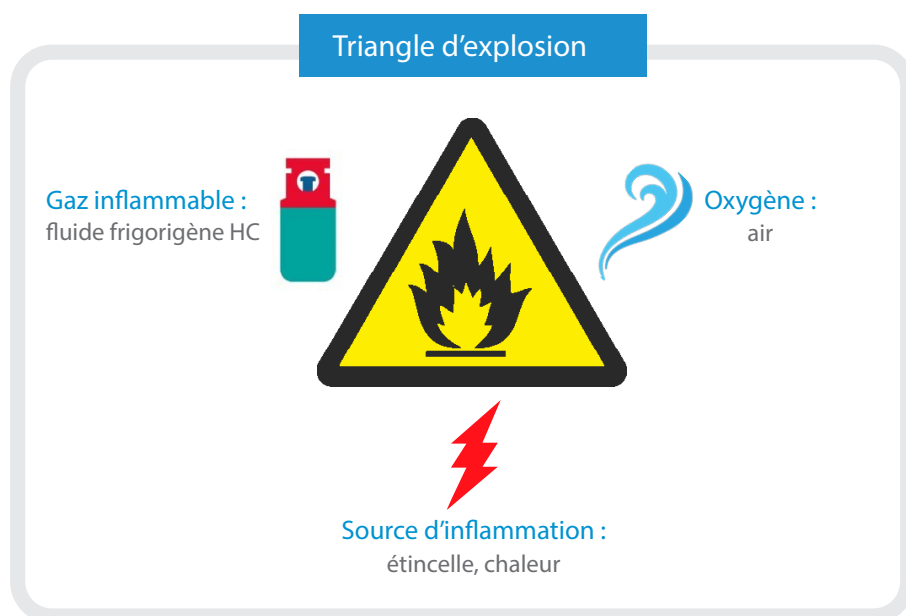 Triangle d’explosion
Gaz inflammable :
fluide frigorigène HC
Oxygène :
air
Source d’inflammation :
étincelle, chaleur